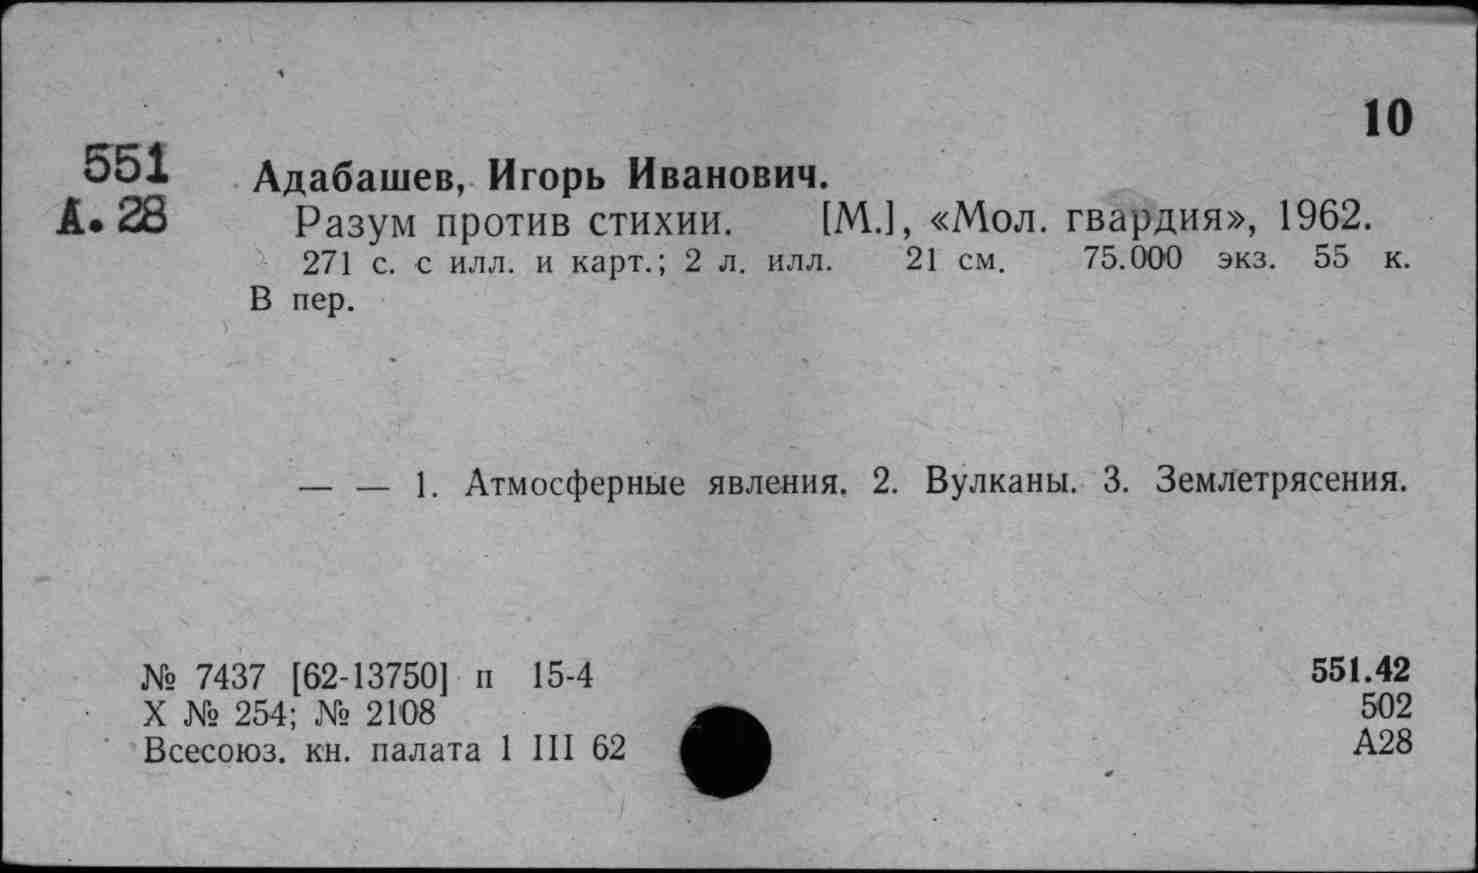 10
551
А. 28
Адабашев, Игорь Иванович.
Разум против стихии. [М.], «Мол. гвардия», 1962.
271 с. с илл. и карт.; 2 л. илл. 21 см. 75.000 экз. 55 к.
В пер.
— — 1. Атмосферные явления. 2. Вулканы. 3. Землетрясения.
№ 7437 [62-13750] п 15-4
X № 254; № 2108
Всесоюз. кн. палата 1 III 62
551.42
502
А28